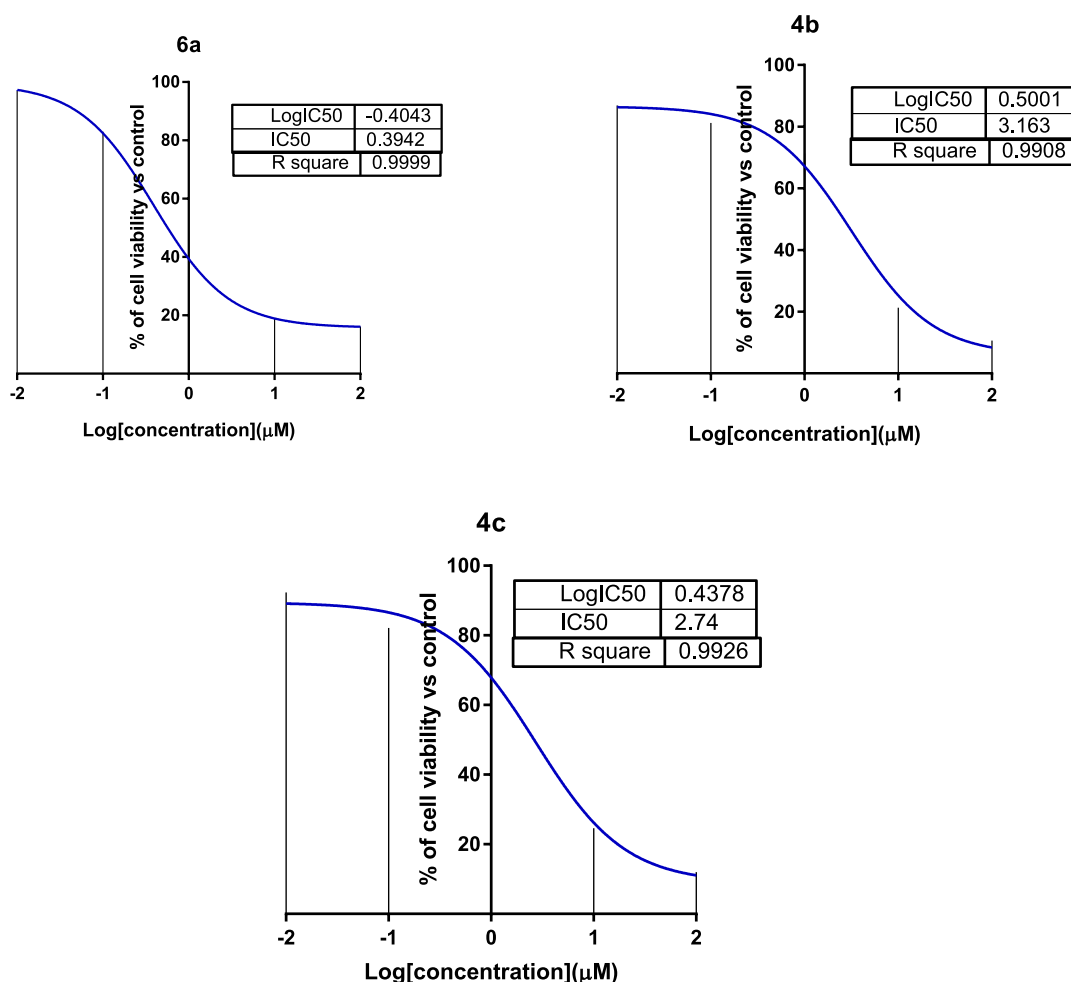 6a
% of cell viability vs control
100
80
60
40
20
-2 -1 0 1 2
Log[concentration](μM)
LogIC50 -0.4043
IC50 0.3942
R square 0.9999
4b
% of cell viability vs control
100
80
60
40
20
-2 -1 0 1 2
Log[concentration](μM)
LogIC50 0.5001
IC50 3.163
R square 0.9908
4c
% of cell viability vs control
100
80
60
40
20
-2 -1 0 1 2
Log[concentration](μM)
LogIC50 0.4378
IC50 2.74
R square 0.9926